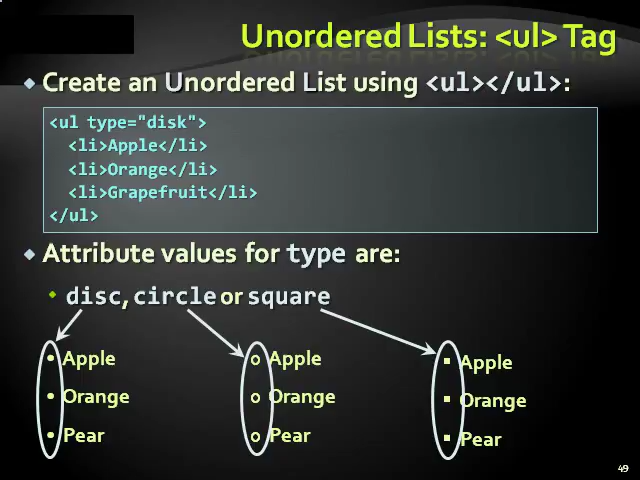 Unordered Lists: <ul> Tag
Create an Unordered List using <ul></ul>:
<ul type="disk">
<li>Apple</li>
<li>Orange</li>
<li>Grapefruit</li>
</ul>
Attribute values for type are:
disc, circle or square
• Apple
• Orange
• Pear
o Apple
o Orange
o Pear
▪ Apple
▪ Orange
▪ Pear
49